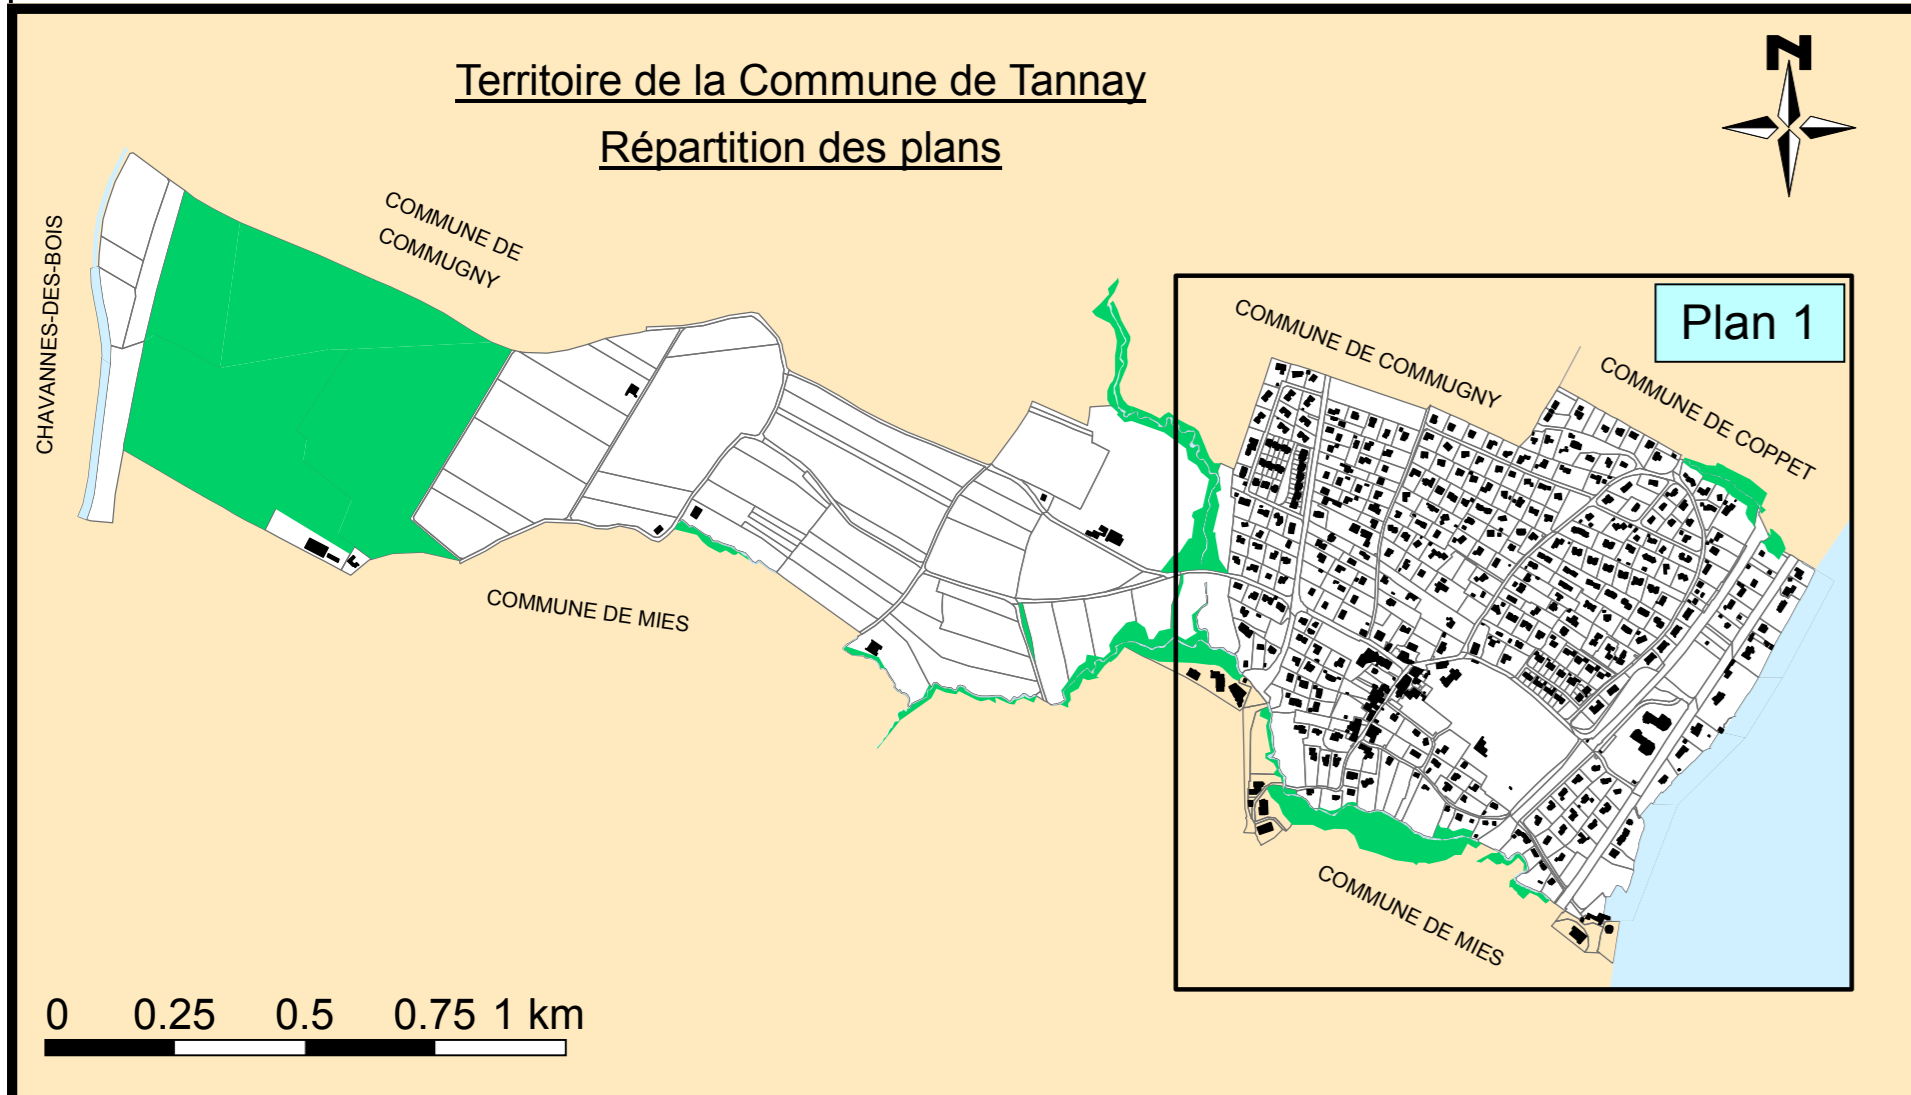 Territoire de la Commune de Tannay
Répartition des plans
N
CHAVANNES-DES-BOIS
COMMUNE DE
COMMUGNY
COMMUNE DE MIES
Plan 1
COMMUNE DE COMMUGNY
COMMUNE DE COPPET
COMMUNE DE MIES
0 0.25 0.5 0.75 1 km